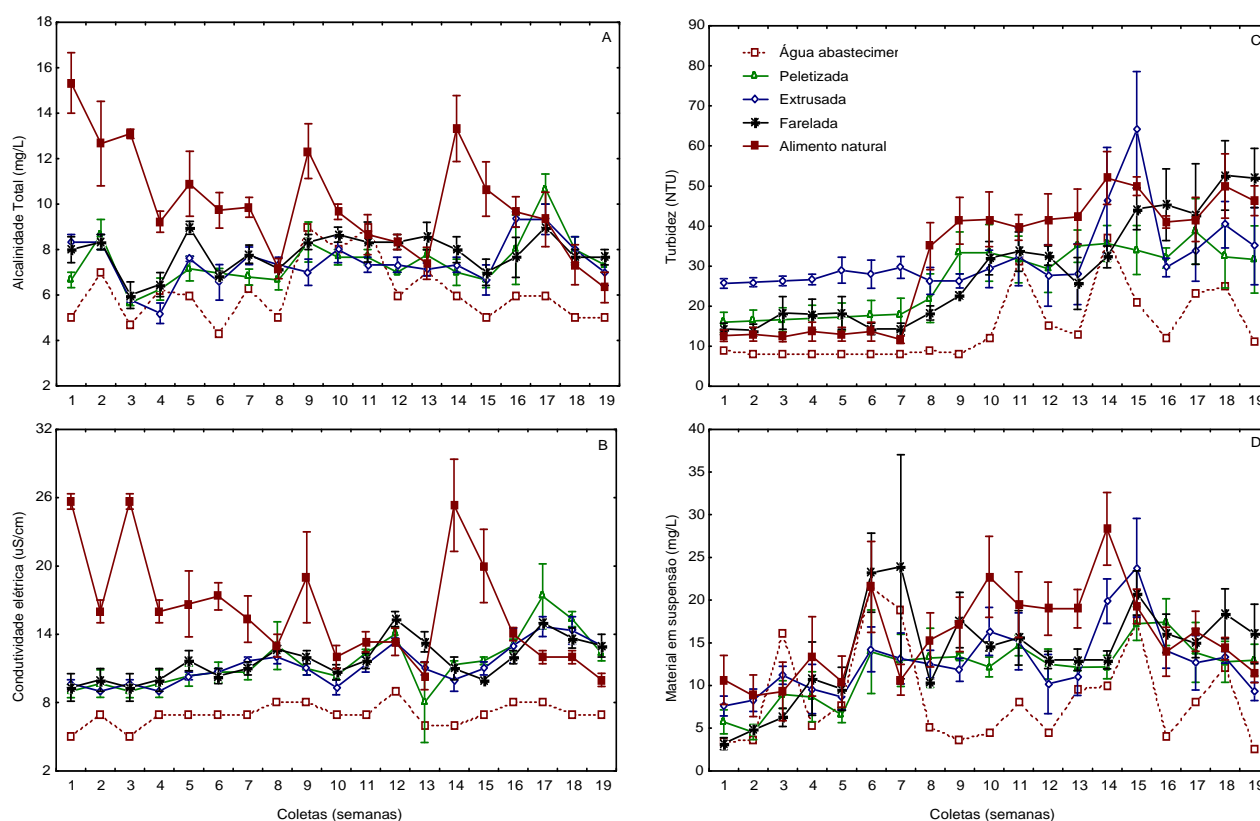 A
Alcalinidade Total (mg/L)
18
16
14
12
10
8
6
4
2
1 2 3 4 5 6 7 8 9 10 11 12 13 14 15 16 17 18 19
C
Turbidez (NTU)
90
80
70
60
50
40
30
20
10
0
Água abastecimer
Peletizada
Extrusada
Farelada
Alimento natural
1 2 3 4 5 6 7 8 9 10 11 12 13 14 15 16 17 18 19
B
Condutividade elétrica (uS/cm)
32
26
20
14
8
2
1 2 3 4 5 6 7 8 9 10 11 12 13 14 15 16 17 18 19
Coletas (semanas)
D
Material em suspensão (mg/L)
40
35
30
25
20
15
10
5
0
1 2 3 4 5 6 7 8 9 10 11 12 13 14 15 16 17 18 19
Coletas (semanas)